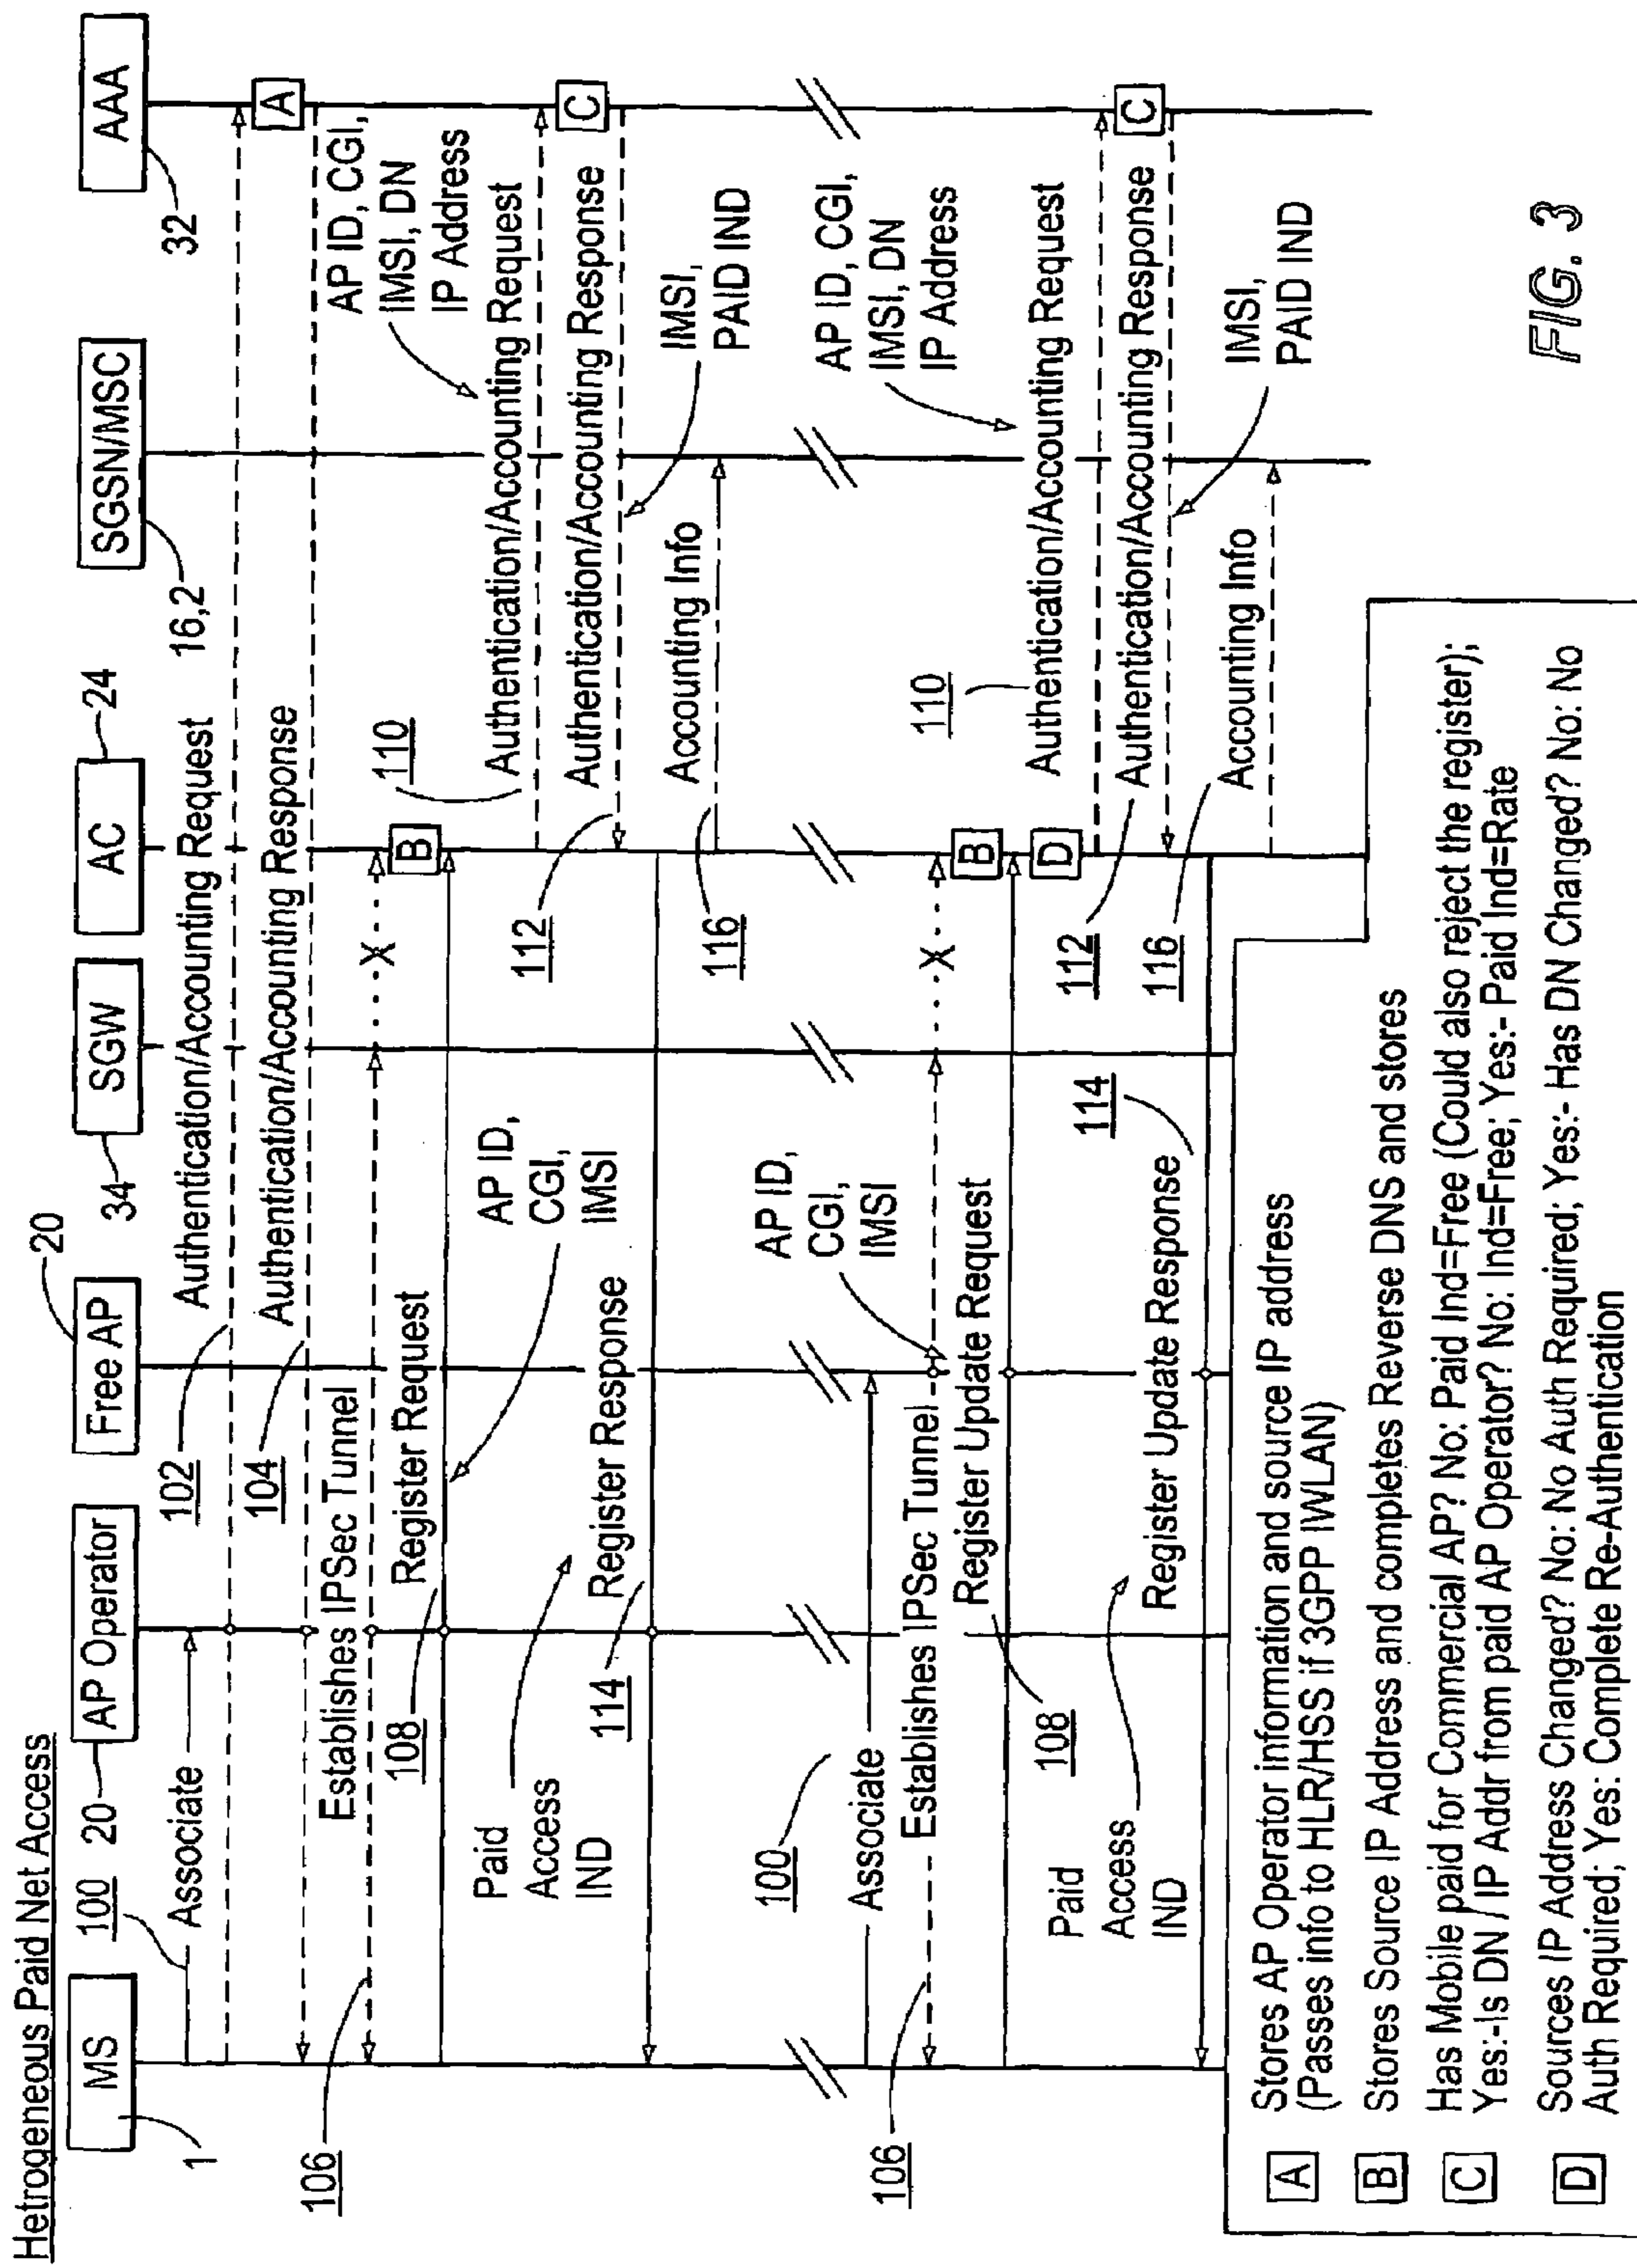 Hetrogeneous Paid Net Access
MS
AP Operator
Free AP
SGW
AC
SGSN/MSC
AAA
1
100
20
20
34
24
16,2
32
Associate
102
Authentication/Accounting Request
A
104
Authentication/Accounting Response
106
Establishes IPSec Tunnel
X
B
108
Register Request
AP ID,
CGI,
IMSI
110
AP ID, CGI,
IMSI, DN
IP Address
Authentication/Accounting Request
C
112
Authentication/Accounting Response
IMSI,
PAID IND
Paid
Access
IND
114
Register Response
116
Accounting Info
100
Associate
106
Establishes IPSec Tunnel
X
B
AP ID,
CGI,
IMSI
108
Register Update Request
D
110
AP ID, CGI,
IMSI, DN
IP Address
Authentication/Accounting Request
C
112
Authentication/Accounting Response
IMSI,
PAID IND
Paid
Access
IND
114
Register Update Response
116
Accounting Info
A Stores AP Operator information and source IP address
(Passes info to HLR/HSS if 3GPP IWLAN)
B Stores Source IP Address and completes Reverse DNS and stores
C Has Mobile paid for Commercial AP? No: Paid Ind=Free (Could also reject the register);
Yes:-Is DN / IP Addr from paid AP Operator? No: Ind=Free; Yes:- Paid Ind=Rate
D Sources IP Address Changed? No: No Auth Required; Yes:- Has DN Changed? No: No
Auth Required; Yes: Complete Re-Authentication
FIG. 3